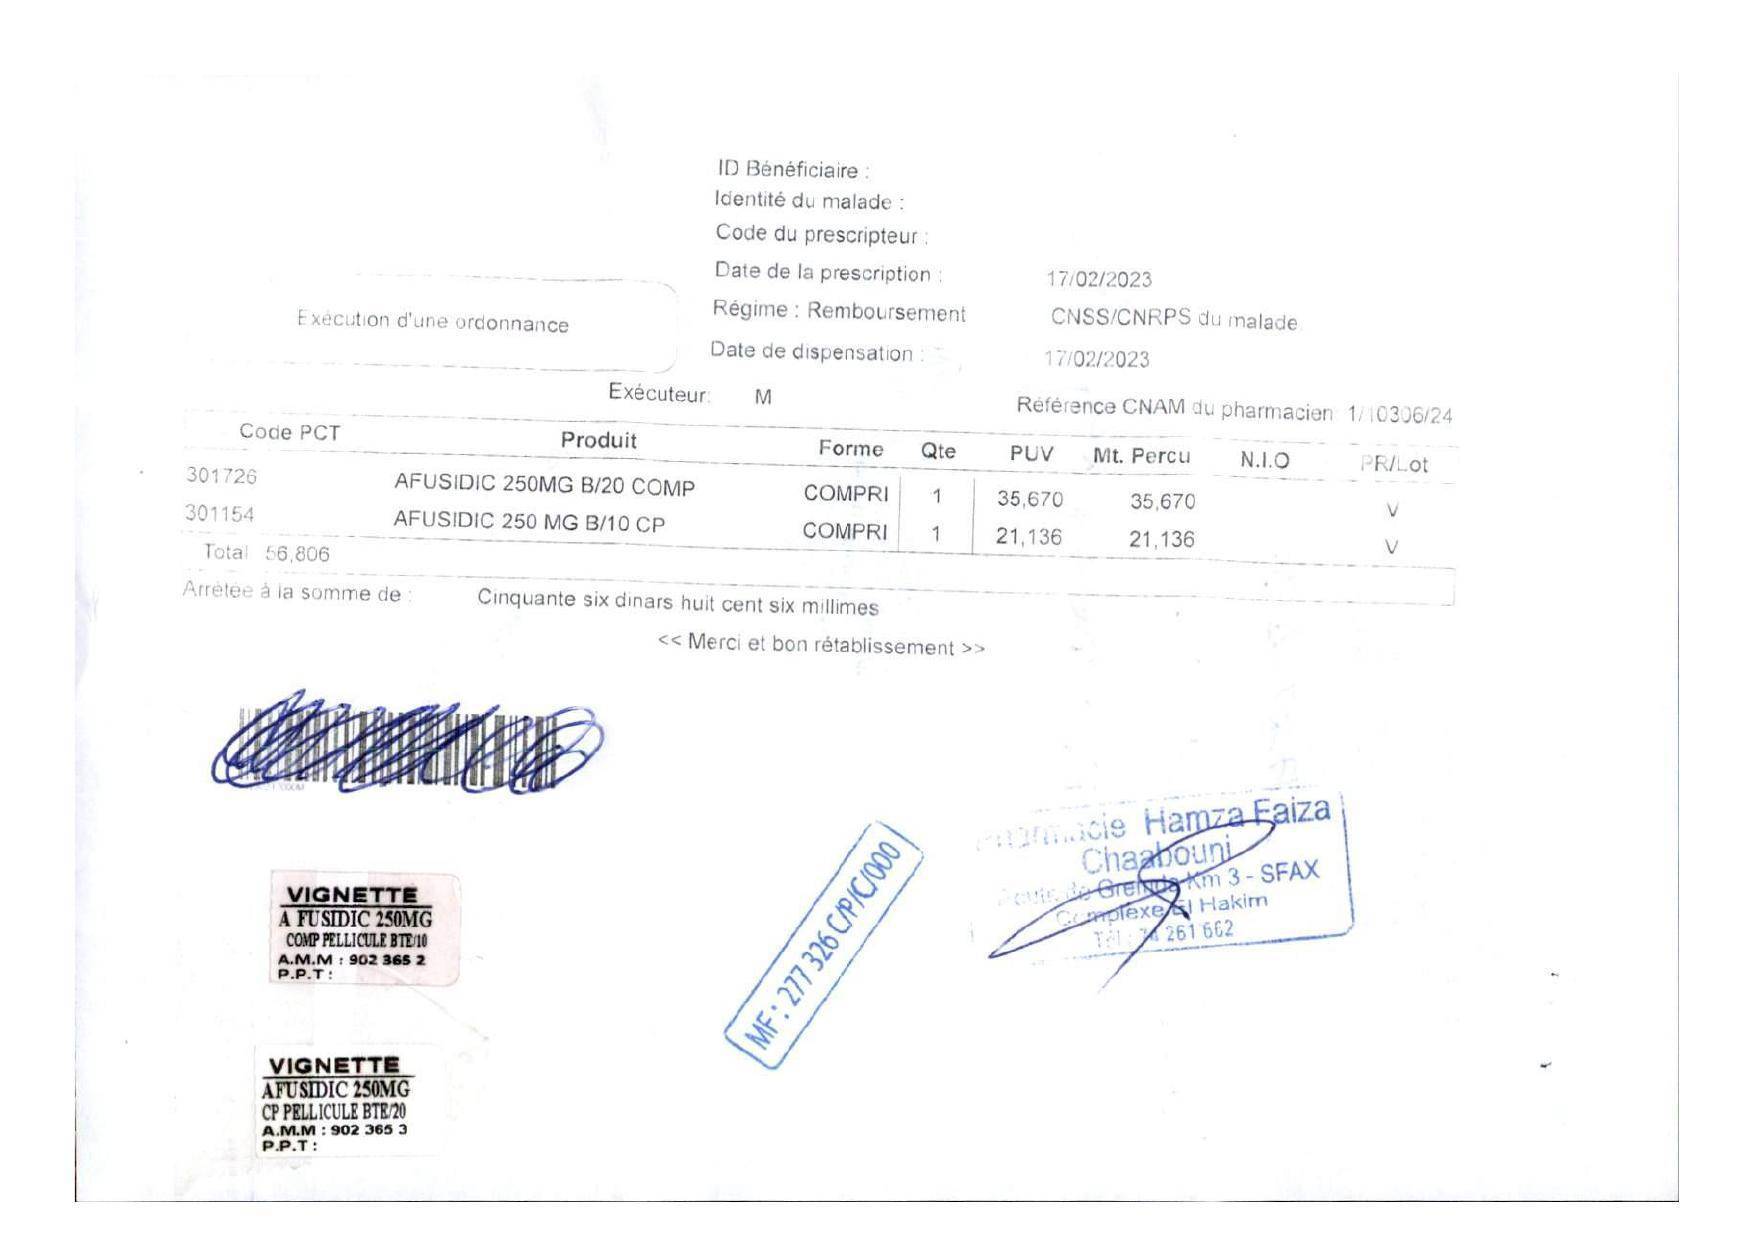 ID Bénéficiaire :
Identité du malade :
Code du prescripteur :
Date de la prescription : 17/02/2023
Exécution d'une ordonnance
Régime : Remboursement CNSS/CNRPS du malade
Date de dispensation : 17/02/2023
Exécuteur: M Référence CNAM du pharmacien 1/10306/24
Code PCT Produit Forme Qte PUV Mt. Percu N.I.O PR/Lot
301726 AFUSIDIC 250MG B/20 COMP COMPRI 1 35,670 35,670 V
301154 AFUSIDIC 250 MG B/10 CP COMPRI 1 21,136 21,136 V
Total 56,806
Arrêtée à la somme de : Cinquante six dinars huit cent six millimes
<< Merci et bon rétablissement >>
Pharmacie Hamza Faiza
Chaabouni
Route de Gremda Km 3 - SFAX
Complexe El Hakim
Tél : 74 261 662
MF: 277 326 C/P/C/000
VIGNETTE
A FUSIDIC 250MG
COMP PELLICULE BTE/10
A.M.M : 902 365 2
P.P.T :
VIGNETTE
AFUSIDIC 250MG
CP PELLICULE BTE/20
A.M.M : 902 365 3
P.P.T :